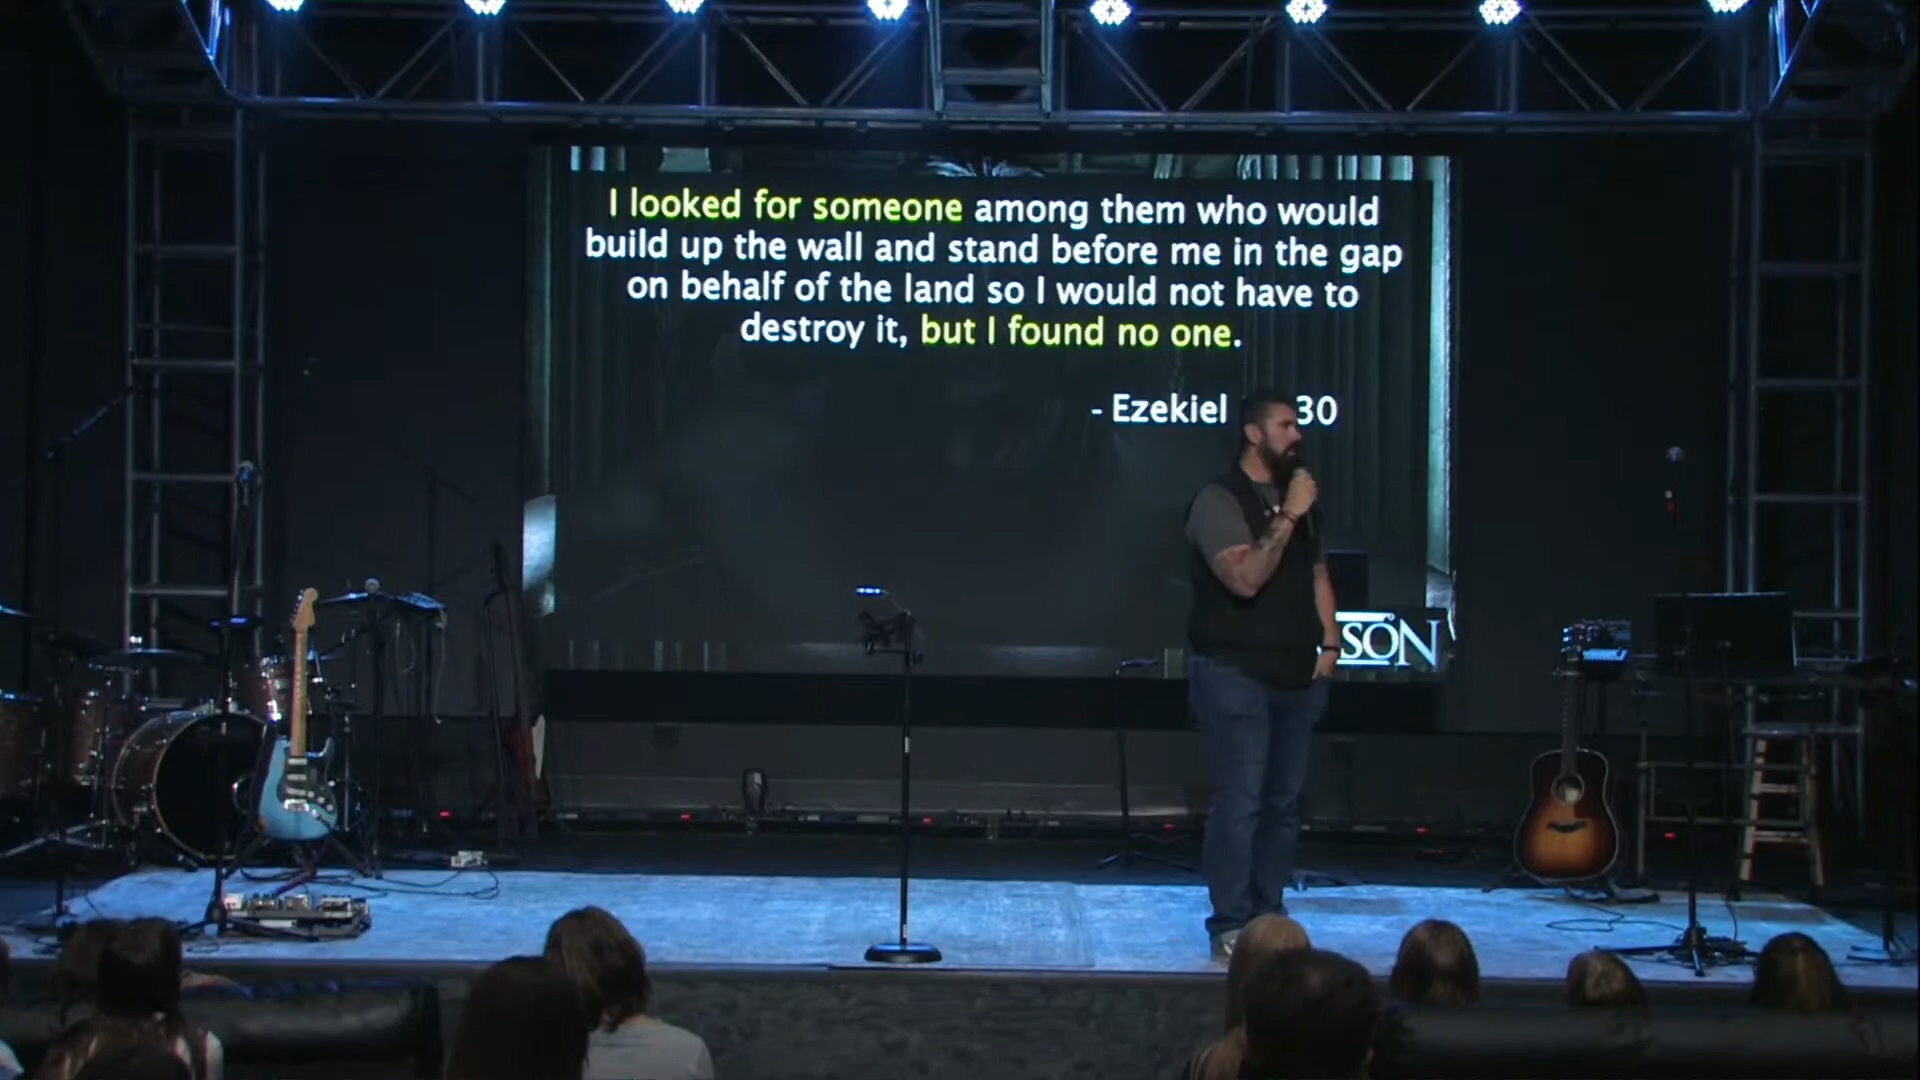 I looked for someone among them who would
build up the wall and stand before me in the gap
on behalf of the land so I would not have to
destroy it, but I found no one.
- Ezekiel 30
SON